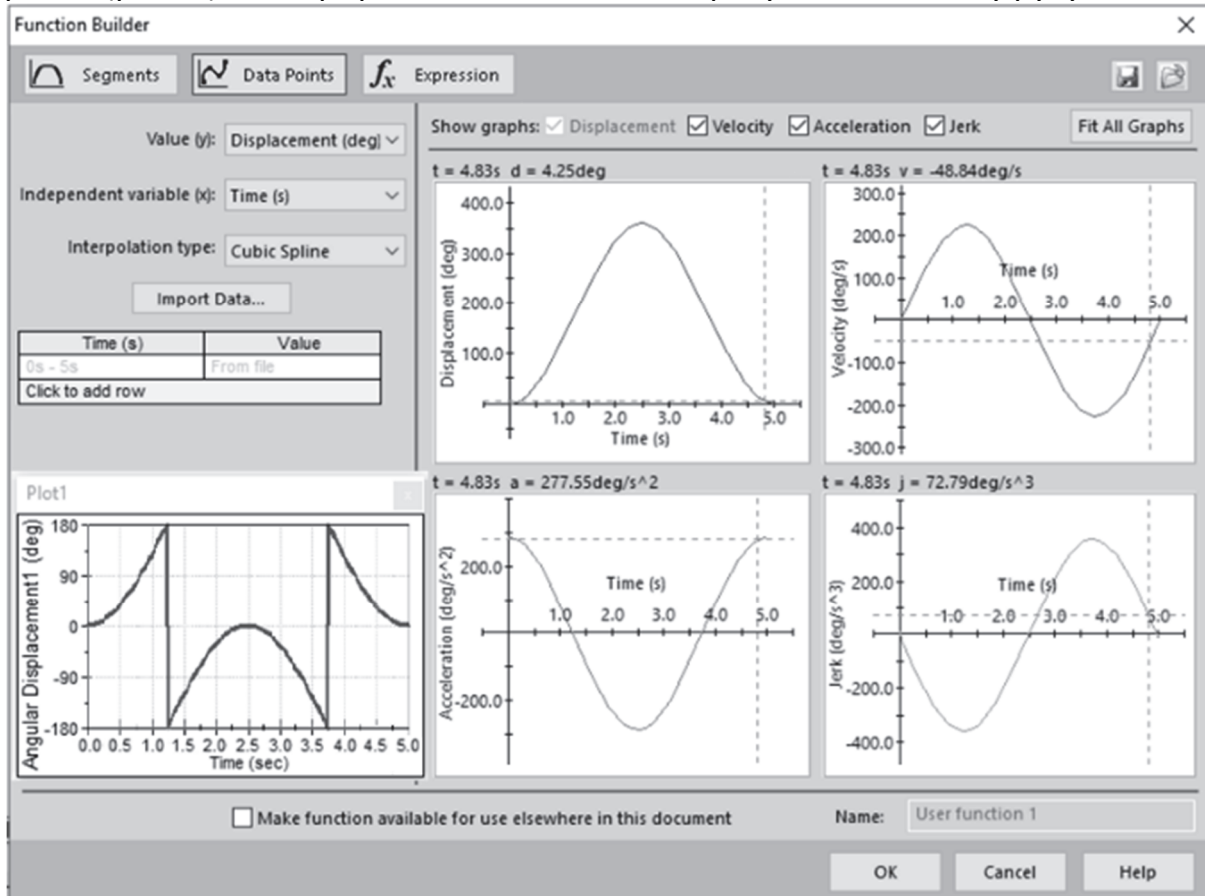 Function Builder
Segments Data Points fx Expression
Value (y): Displacement (deg)
Independent variable (x): Time (s)
Interpolation type: Cubic Spline
Import Data...
Time (s) Value
0s - 5s From file
Click to add row
Show graphs: Displacement Velocity Acceleration Jerk Fit All Graphs
t = 4.83s d = 4.25deg
400.0
300.0
200.0
100.0
Displacement (deg)
1.0 2.0 3.0 4.0 5.0
Time (s)
t = 4.83s v = -48.84deg/s
300.0
200.0
100.0
-100.0
-200.0
-300.0
Velocity (deg/s)
Time (s)
1.0 2.0 3.0 4.0 5.0
Plot1
180
90
0
-90
-180
Angular Displacement1 (deg)
0.0 0.5 1.0 1.5 2.0 2.5 3.0 3.5 4.0 4.5 5.0
Time (sec)
t = 4.83s a = 277.55deg/s^2
200.0
-200.0
Acceleration (deg/s^2)
Time (s)
1.0 2.0 3.0 4.0 5.0
t = 4.83s j = 72.79deg/s^3
400.0
200.0
-200.0
-400.0
Jerk (deg/s^3)
Time (s)
1.0 2.0 3.0 4.0 5.0
Make function available for use elsewhere in this document
Name: User function 1
OK Cancel Help